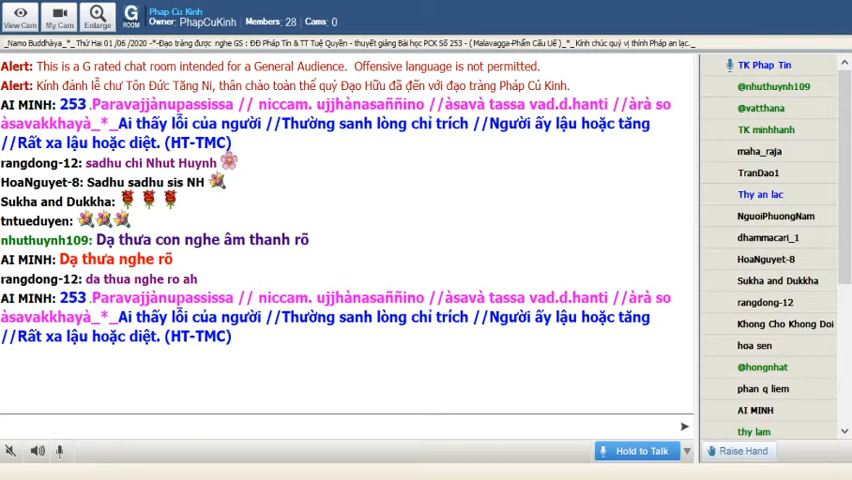 View Cam
My Cam
Enlarge
G
ROOM
Phap Cu Kinh
Owner: PhapCuKinh Members: 28 Cams: 0
_Namo Buddhàya_*_ Thứ Hai 01 /06 /2020 -*-Đạo tràng được nghe GS : ĐĐ Pháp Tín & TT Tuệ Quyền - thuyết giảng Bài học PCK Số 253 - ( Malavagga-Phẩm Cấu Uế )_*_ Kính chúc quý vị thính Pháp an lạc._
Alert: This is a G rated chat room intended for a General Audience. Offensive language is not permitted.
Alert: Kính đảnh lễ chư Tôn Đức Tăng Ni, thân chào toàn thể quý Đạo Hữu đã đến với đạo tràng Pháp Cú Kinh.
AI MINH: 253 .Paravajjànupassissa // niccam. ujjhànasaññino //àsavà tassa vad.d.hanti //àrà so
àsavakkhayà_*_Ai thấy lỗi của người //Thường sanh lòng chỉ trích //Người ấy lậu hoặc tăng
//Rất xa lậu hoặc diệt. (HT-TMC)
rangdong-12: sadhu chi Nhut Huynh
HoaNguyet-8: Sadhu sadhu sis NH
Sukha and Dukkha:
tntueduyen:
nhuthuynh109: Dạ thưa con nghe âm thanh rõ
AI MINH: Dạ thưa nghe rõ
rangdong-12: da thua nghe ro ah
AI MINH: 253 .Paravajjànupassissa // niccam. ujjhànasaññino //àsavà tassa vad.d.hanti //àrà so
àsavakkhayà_*_Ai thấy lỗi của người //Thường sanh lòng chỉ trích //Người ấy lậu hoặc tăng
//Rất xa lậu hoặc diệt. (HT-TMC)
TK Phap Tin
@nhuthuynh109
@vatthana
TK minhhanh
maha_raja
TranDao1
Thy an lac
NguoiPhuongNam
dhammacari_1
HoaNguyet-8
Sukha and Dukkha
rangdong-12
Khong Cho Khong Doi
hoa sen
@hongnhat
phan q liem
AI MINH
thy lam
Hold to Talk
Raise Hand